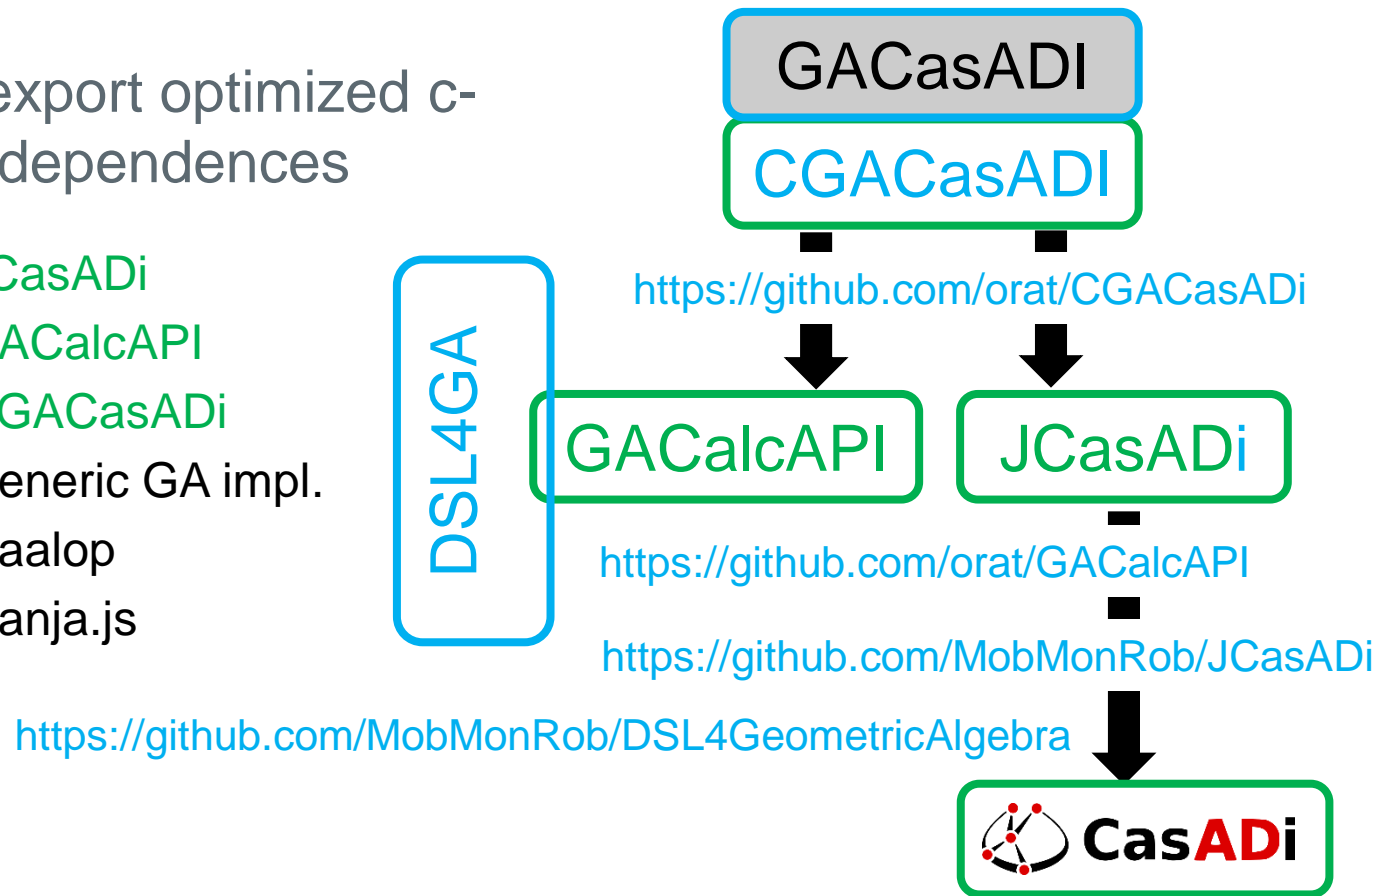 export optimized c-
dependences
CasADi
ACalcAPI
GACasADi
eneric GA impl.
aalop
anja.js
GACasADI
CGACasADI
https://github.com/orat/CGACasADi
DSL4GA
GACalcAPI
JCasADi
https://github.com/orat/GACalcAPI
https://github.com/MobMonRob/JCasADi
https://github.com/MobMonRob/DSL4GeometricAlgebra
CasADi